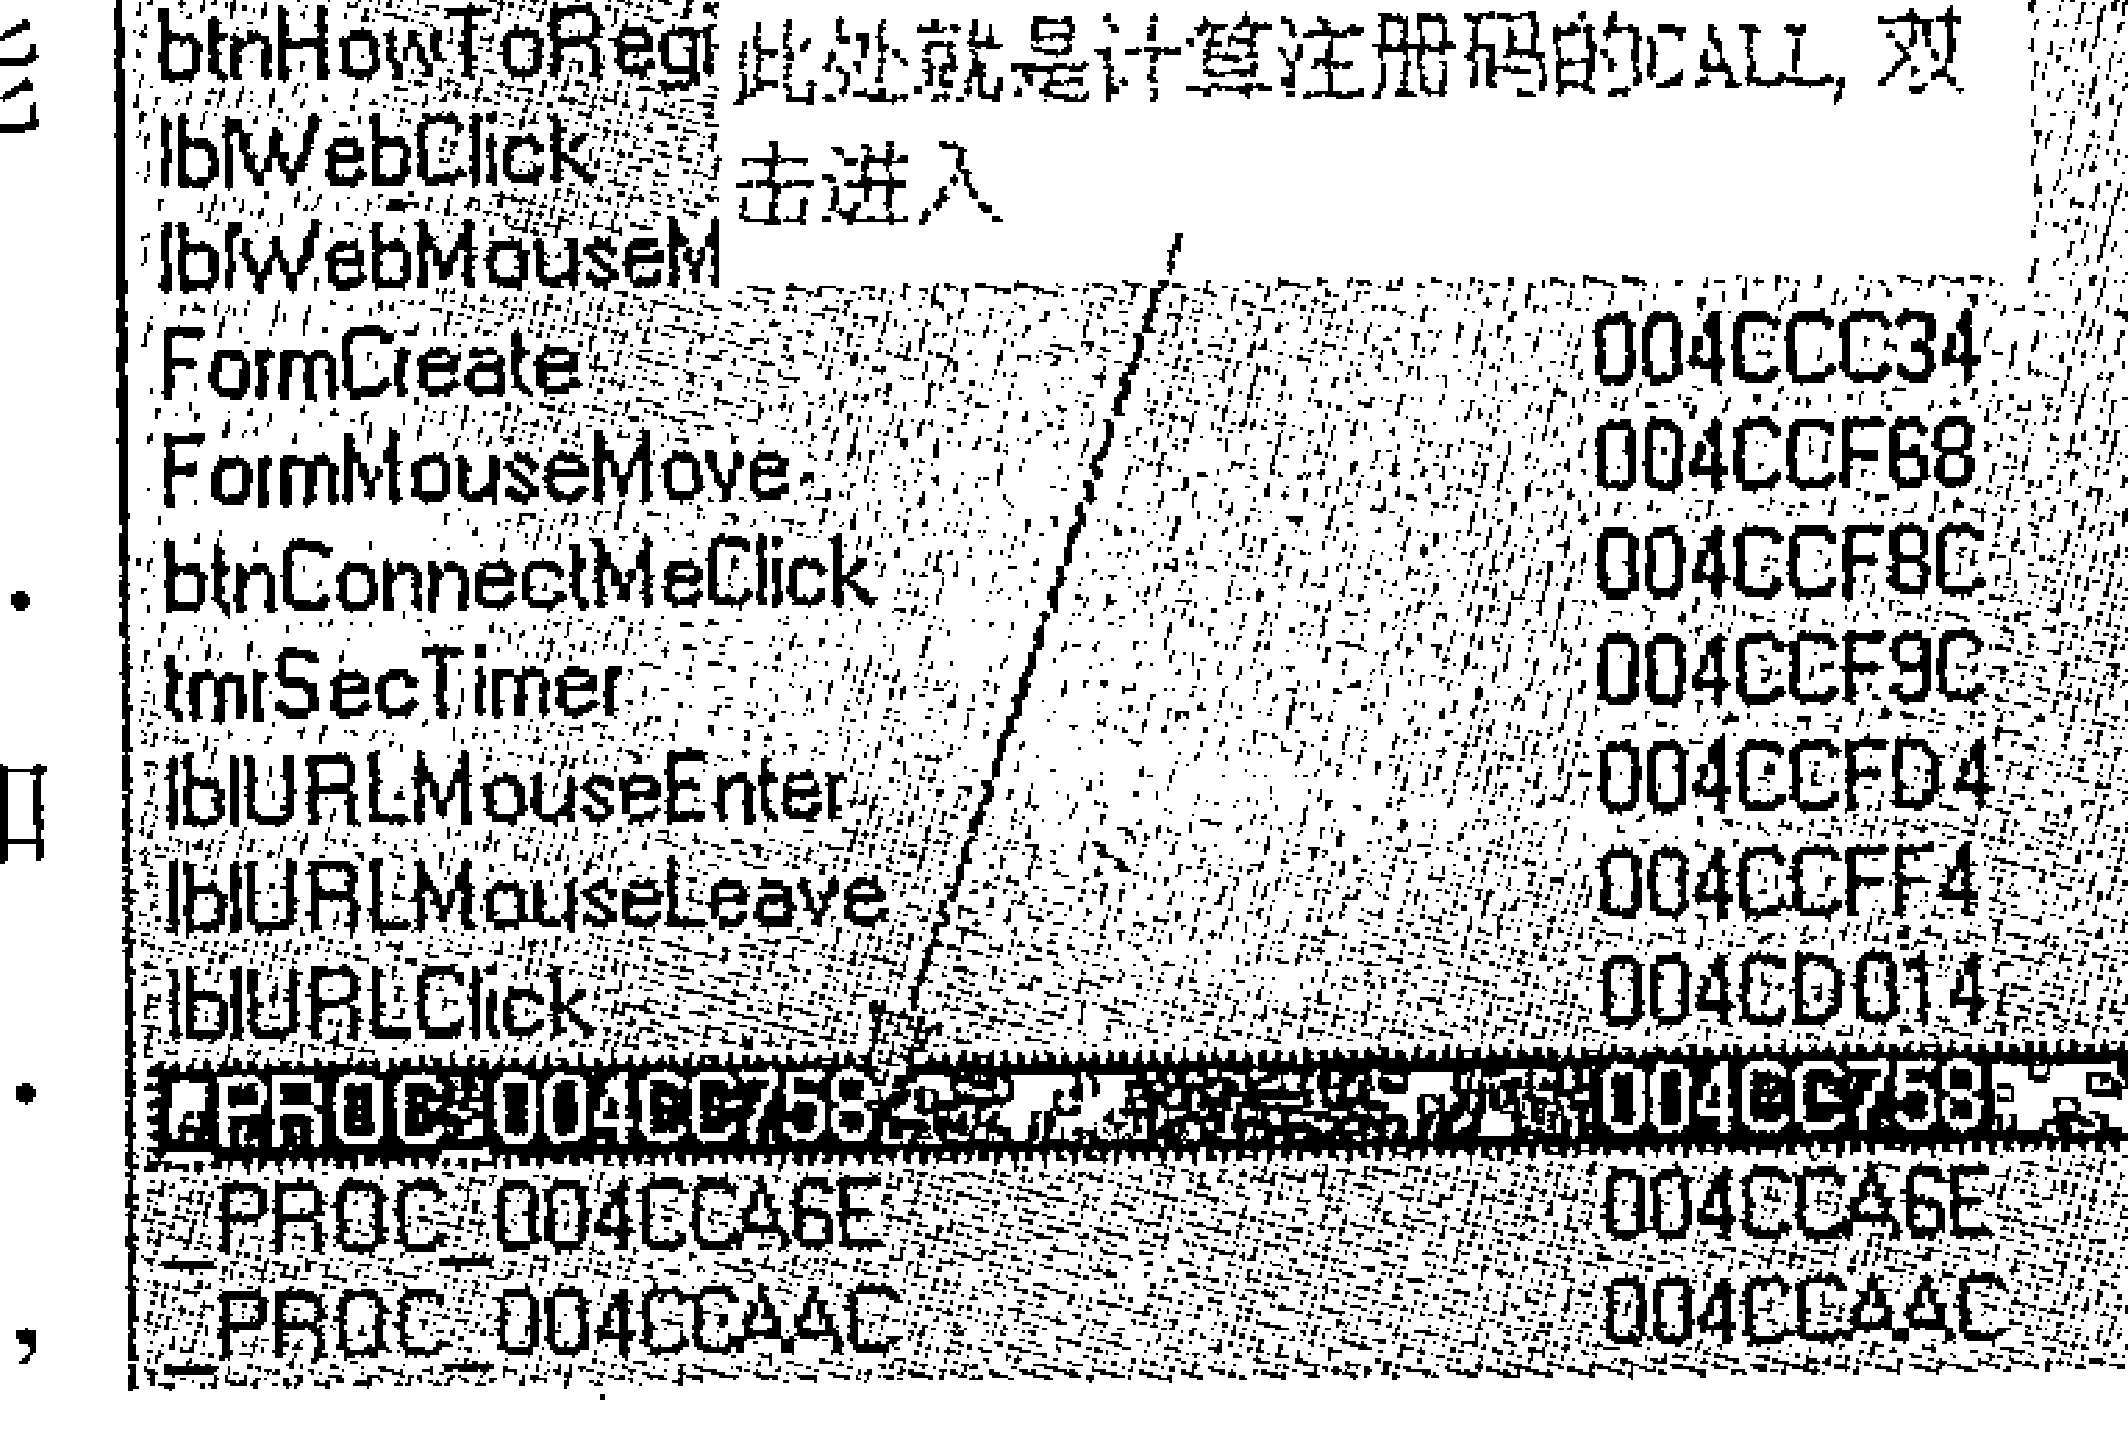 btnHowToRegi
此处就是计算注册码的CALL, 双
击进入
lblWebClick
lblWebMouseM
FormCreate 004CCC34
FormMouseMove 004CCF68
btnConnectMeClick 004CCF8C
tmrSecTimer 004CCF9C
lblURLMouseEnter 004CCFD4
lblURLMouseLeave 004CCFF4
lblURLClick 004CD014
_PROC_004CC758 004CC758
_PROC_004CCA6E 004CCA6E
_PROC_004CCAAC 004CCAAC